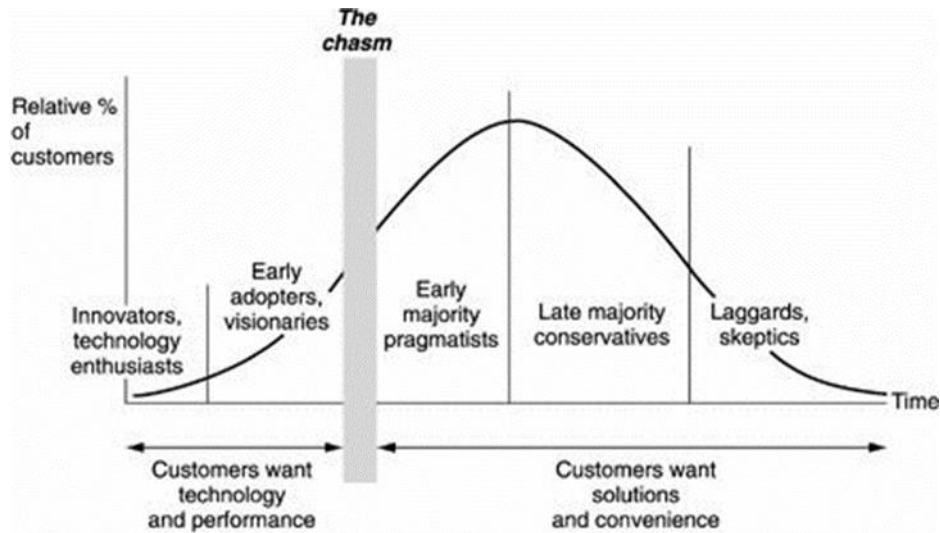 The
chasm
Relative %
of
customers
Innovators,
technology
enthusiasts
Early
adopters,
visionaries
Early
majority
pragmatists
Late majority
conservatives
Laggards,
skeptics
Time
Customers want
technology
and performance
Customers want
solutions
and convenience